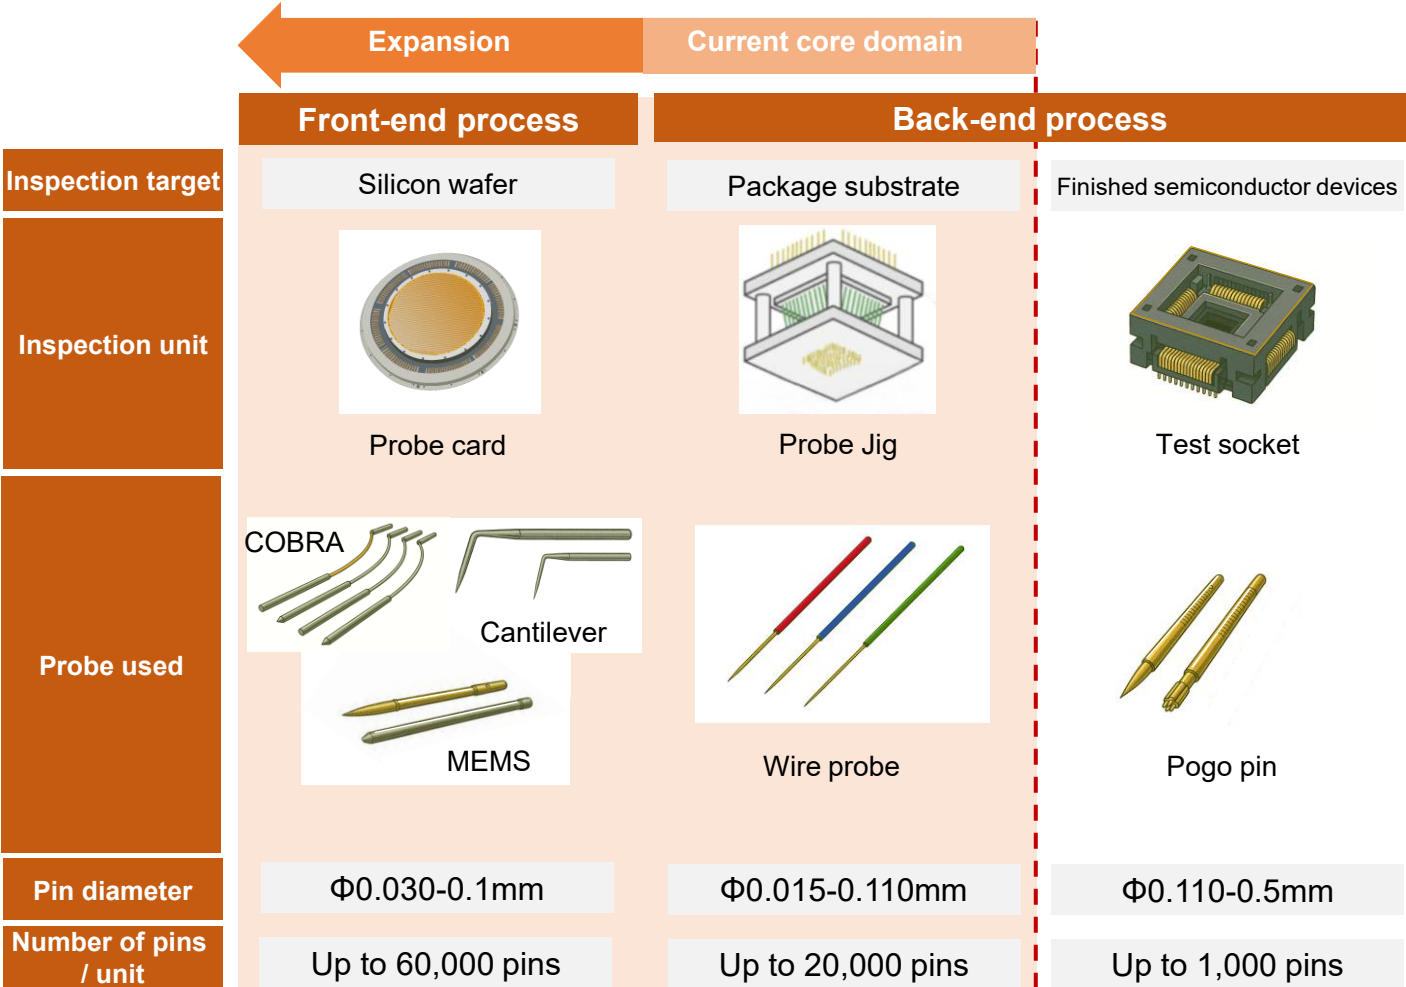 Expansion
Current core domain
Front-end process
Back-end process
Inspection target
Silicon wafer
Package substrate
Finished semiconductor devices
Inspection unit
Probe card
Probe Jig
Test socket
Probe used
COBRA
Cantilever
MEMS
Wire probe
Pogo pin
Pin diameter
Φ0.030-0.1mm
Φ0.015-0.110mm
Φ0.110-0.5mm
Number of pins
/ unit
Up to 60,000 pins
Up to 20,000 pins
Up to 1,000 pins